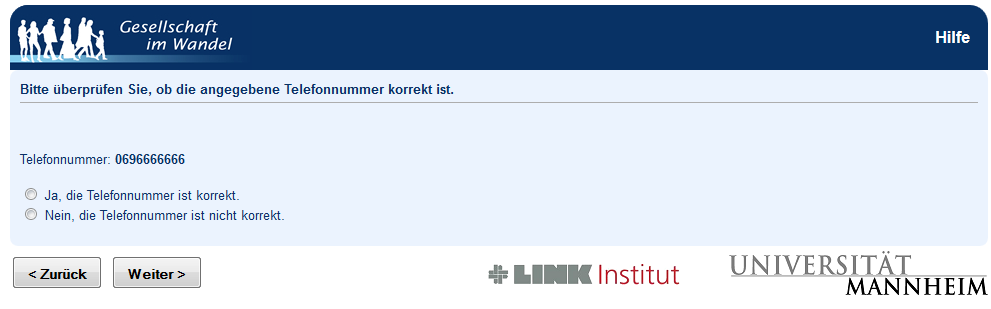 Gesellschaft
im Wandel
Hilfe
Bitte überprüfen Sie, ob die angegebene Telefonnummer korrekt ist.
Telefonnummer: 0696666666
Ja, die Telefonnummer ist korrekt.
Nein, die Telefonnummer ist nicht korrekt.
< Zurück
Weiter >
LINK Institut
UNIVERSITÄT
MANNHEIM